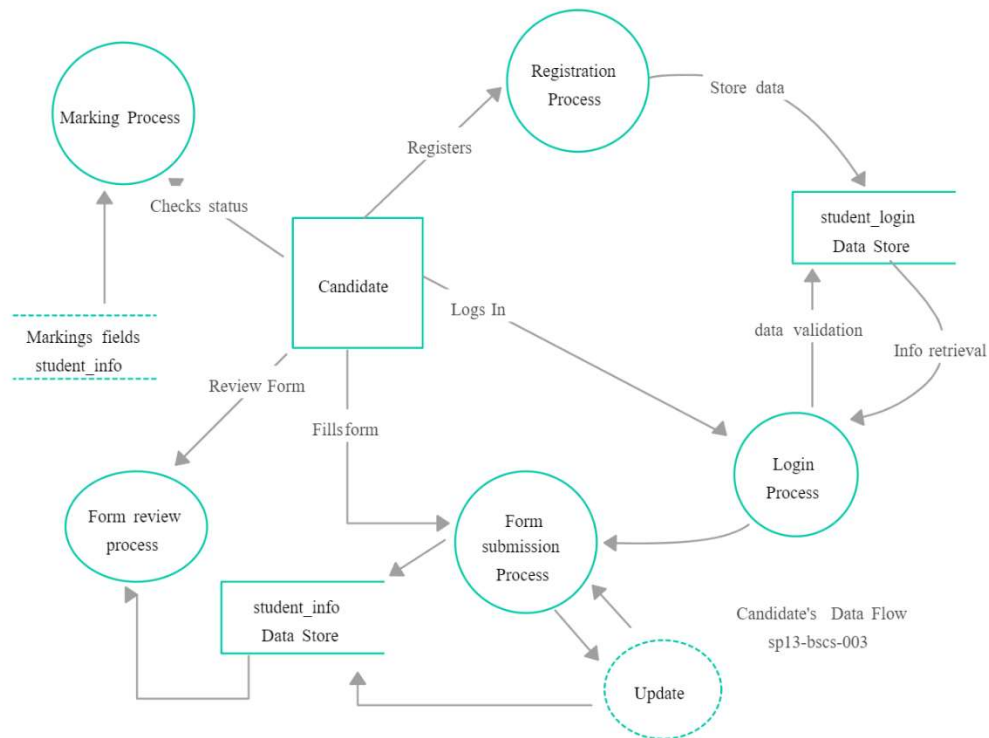 Registration
Process
Marking Process
Store data
Registers
Checks status
student_login
Data Store
Candidate
Logs In
data validation
Info retrieval
Markings fields
student_info
Review Form
Fillsform
Login
Process
Form review
process
Form
submission
Process
student_info
Data Store
Candidate's Data Flow
sp13-bscs-003
Update